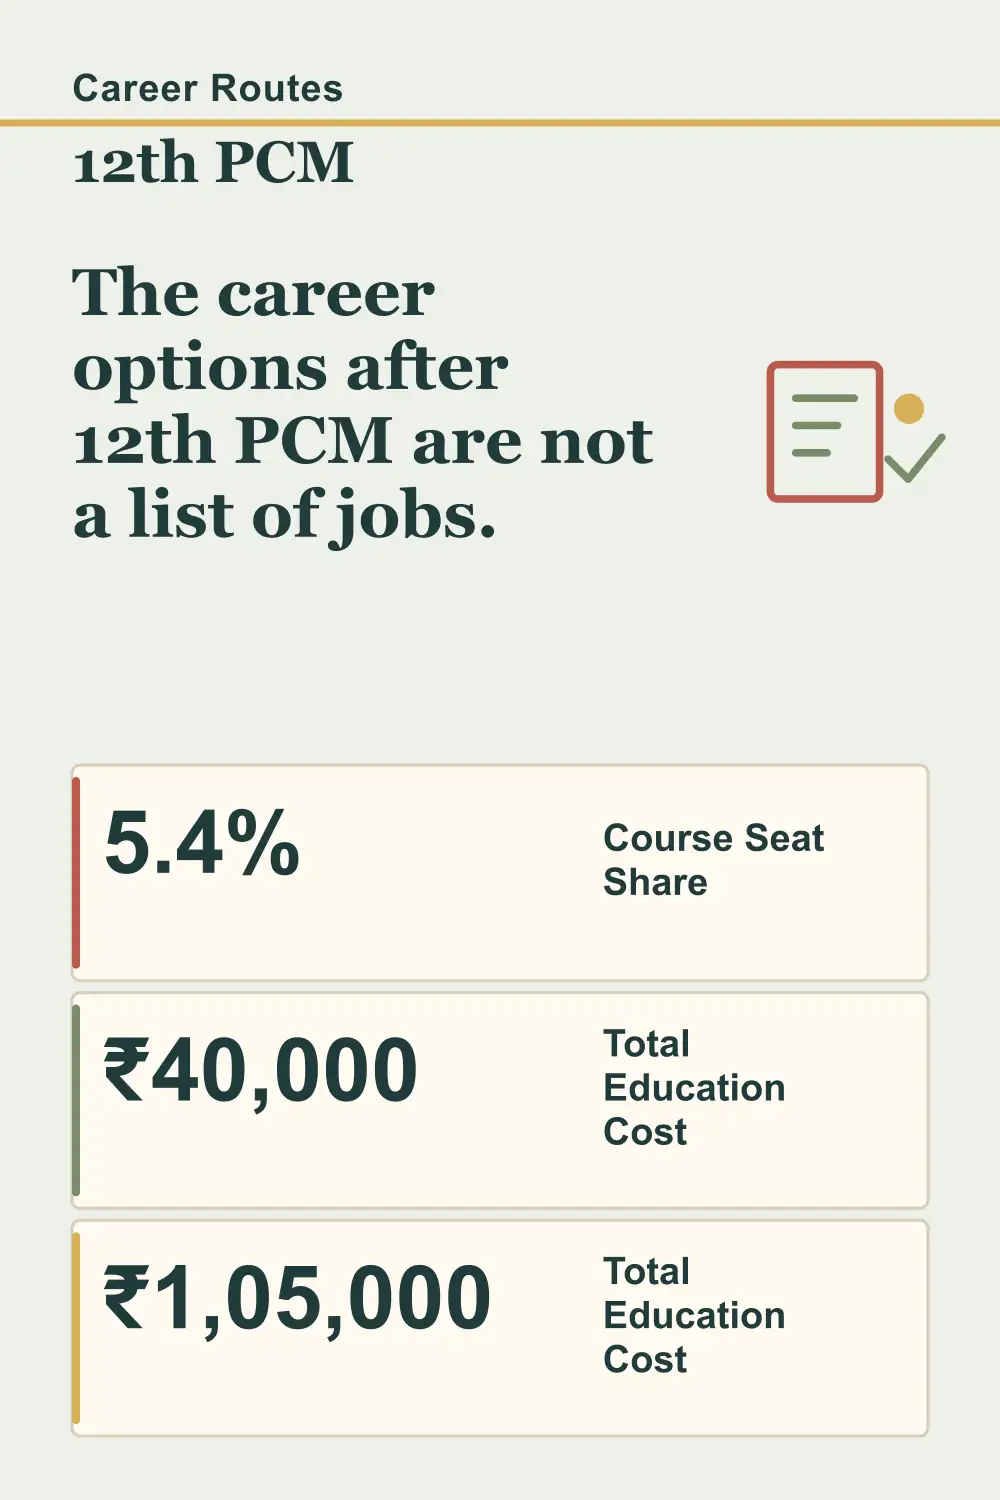 Career Routes
12th PCM
The career
options after
12th PCM are not
a list of jobs.
5.4%
Course Seat
Share
₹40,000
Total
Education
Cost
₹1,05,000
Total
Education
Cost